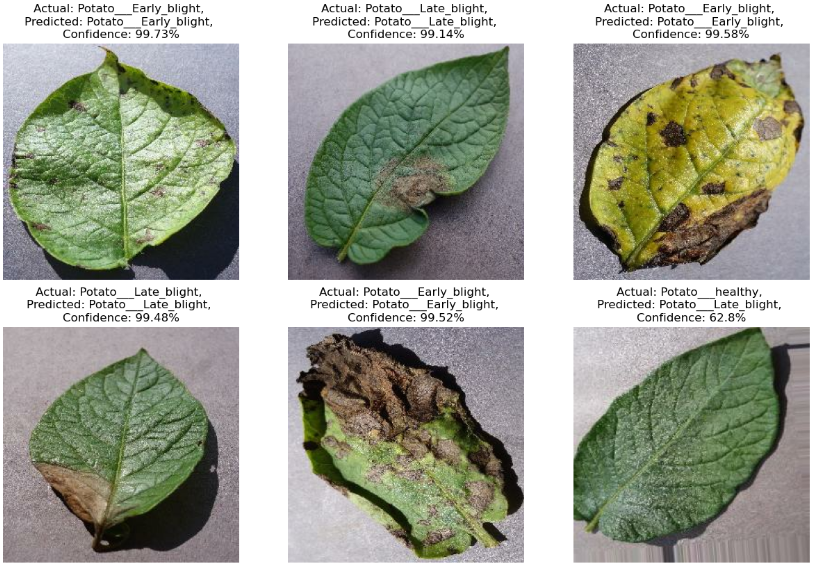 Actual: Potato___Early_blight,
Predicted: Potato___Early_blight,
Confidence: 99.73%
Actual: Potato___Late_blight,
Predicted: Potato___Late_blight,
Confidence: 99.14%
Actual: Potato___Early_blight,
Predicted: Potato___Early_blight,
Confidence: 99.58%
Actual: Potato___Late_blight,
Predicted: Potato___Late_blight,
Confidence: 99.48%
Actual: Potato___Early_blight,
Predicted: Potato___Early_blight,
Confidence: 99.52%
Actual: Potato___healthy,
Predicted: Potato___Late_blight,
Confidence: 62.8%